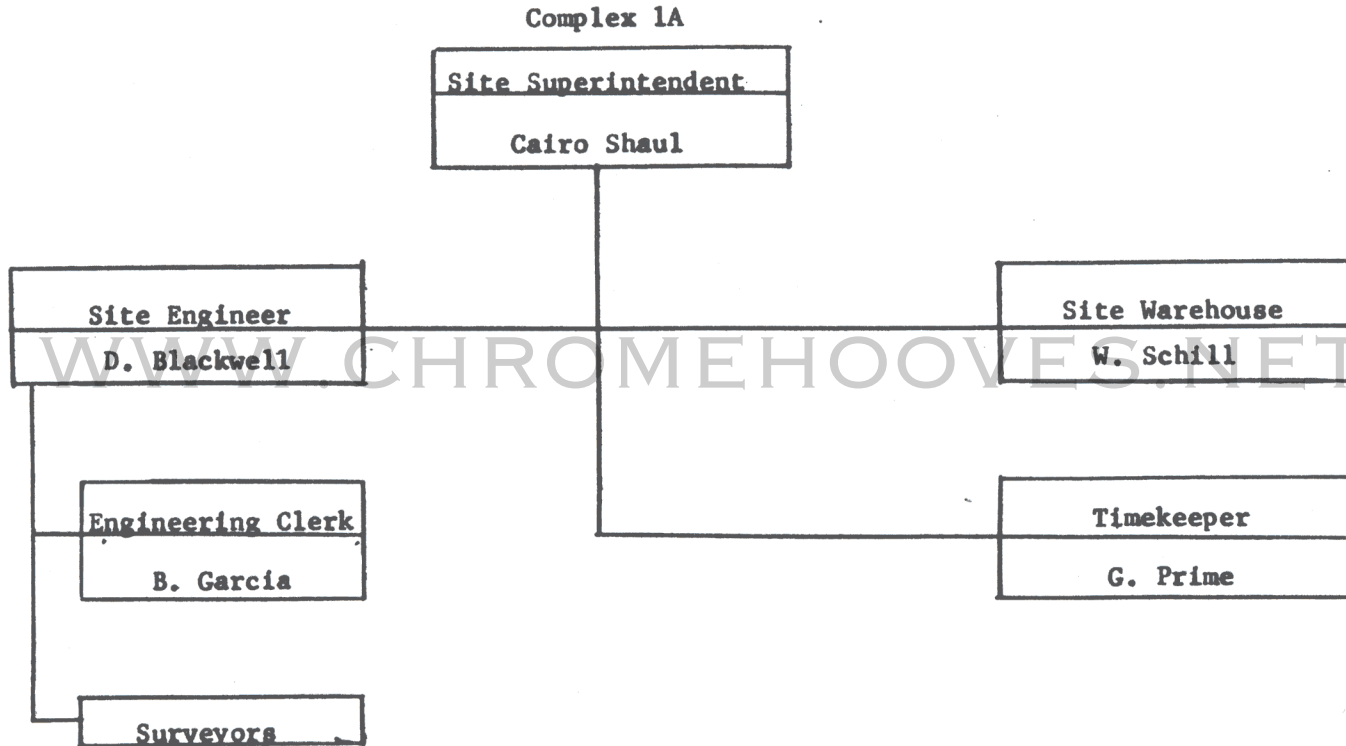 Complex 1A
Site Superintendent
Cairo Shaul
Site Engineer
D. Blackwell
Site Warehouse
W. Schill
WWW.CHROMEHOOVES.NET
Engineering Clerk
B. Garcia
Timekeeper
G. Prime
Surveyors